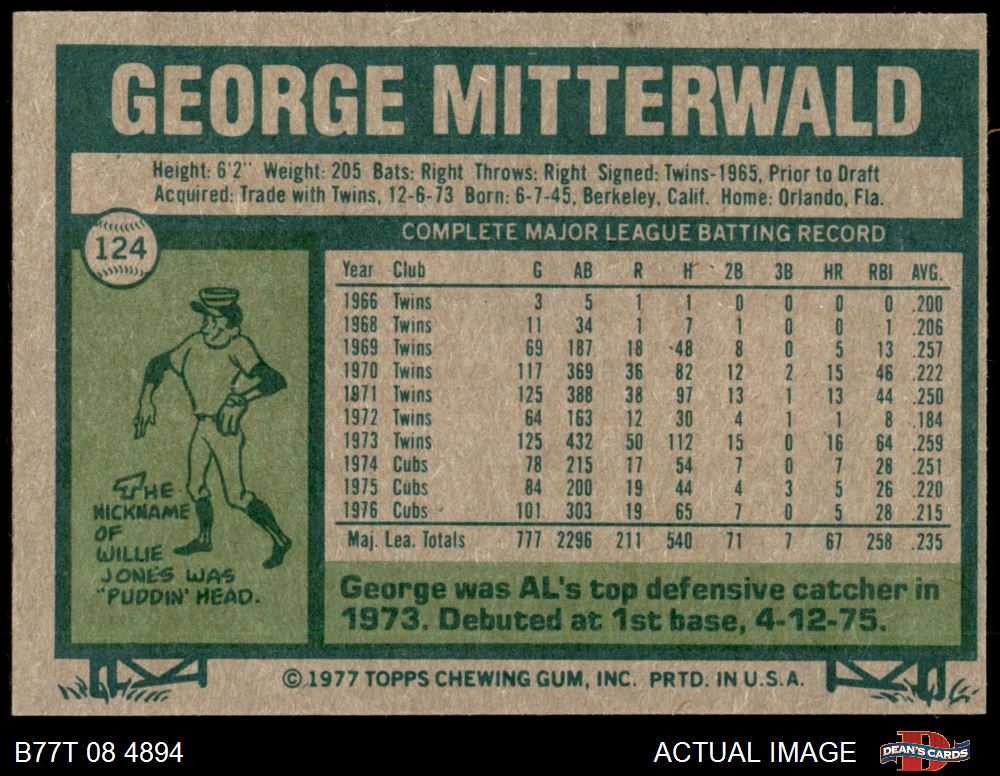 GEORGE MITTERWALD
Height: 6'2" Weight: 205 Bats: Right Throws: Right Signed: Twins-1965, Prior to Draft
Acquired: Trade with Twins, 12-6-73 Born: 6-7-45, Berkeley, Calif. Home: Orlando, Fla.
124
COMPLETE MAJOR LEAGUE BATTING RECORD
Year Club G AB R H 2B 3B HR RBI AVG.
1966 Twins 3 5 1 1 0 0 0 0 .200
1968 Twins 11 34 1 7 1 0 0 1 .206
1969 Twins 69 187 18 48 8 0 5 13 .257
1970 Twins 117 369 36 82 12 2 15 46 .222
1971 Twins 125 388 38 97 13 1 13 44 .250
1972 Twins 64 163 12 30 4 1 1 8 .184
1973 Twins 125 432 50 112 15 0 16 64 .259
1974 Cubs 78 215 17 54 7 0 7 28 .251
1975 Cubs 84 200 19 44 4 3 5 26 .220
1976 Cubs 101 303 19 65 7 0 5 28 .215
Maj. Lea. Totals 777 2296 211 540 71 7 67 258 .235
THE
NICKNAME
OF
WILLIE
JONES WAS
"PUDDIN' HEAD.
George was AL's top defensive catcher in
1973. Debuted at 1st base, 4-12-75.
©1977 TOPPS CHEWING GUM, INC. PRTD. IN U.S.A.
B77T 08 4894
ACTUAL IMAGE
D
DEAN'S CARDS